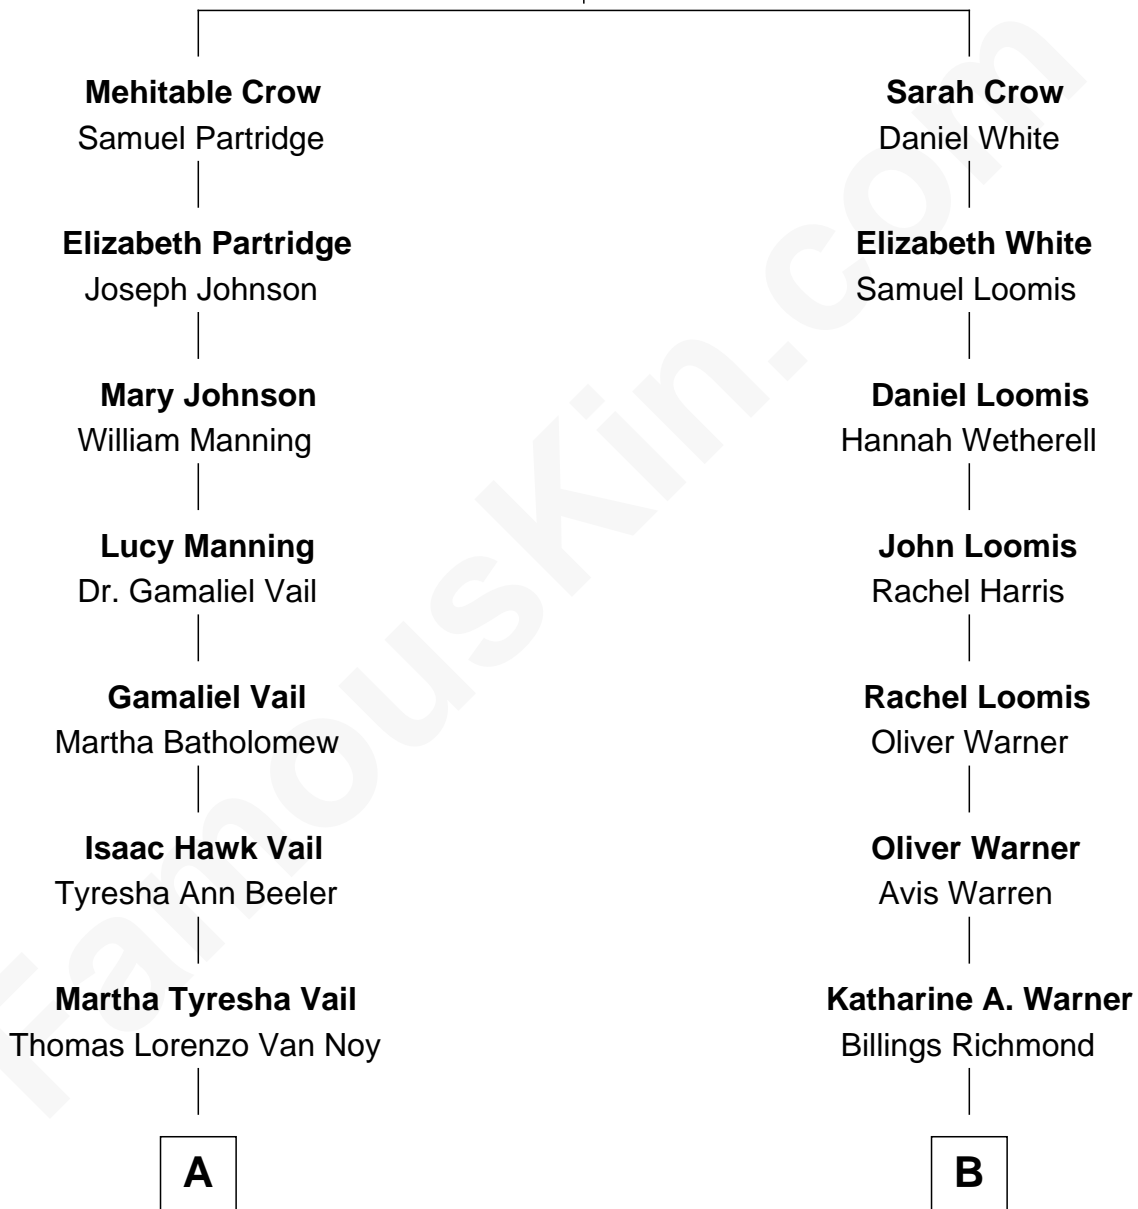 Mehitable Crow
Samuel Partridge
Elizabeth Partridge
Joseph Johnson
Mary Johnson
William Manning
Lucy Manning
Dr. Gamaliel Vail
Gamaliel Vail
Martha Batholomew
Isaac Hawk Vail
Tyresha Ann Beeler
Martha Tyresha Vail
Thomas Lorenzo Van Noy
A
Sarah Crow
Daniel White
Elizabeth White
Samuel Loomis
Daniel Loomis
Hannah Wetherell
John Loomis
Rachel Harris
Rachel Loomis
Oliver Warner
Oliver Warner
Avis Warren
Katharine A. Warner
Billings Richmond
B
FamousKin.com